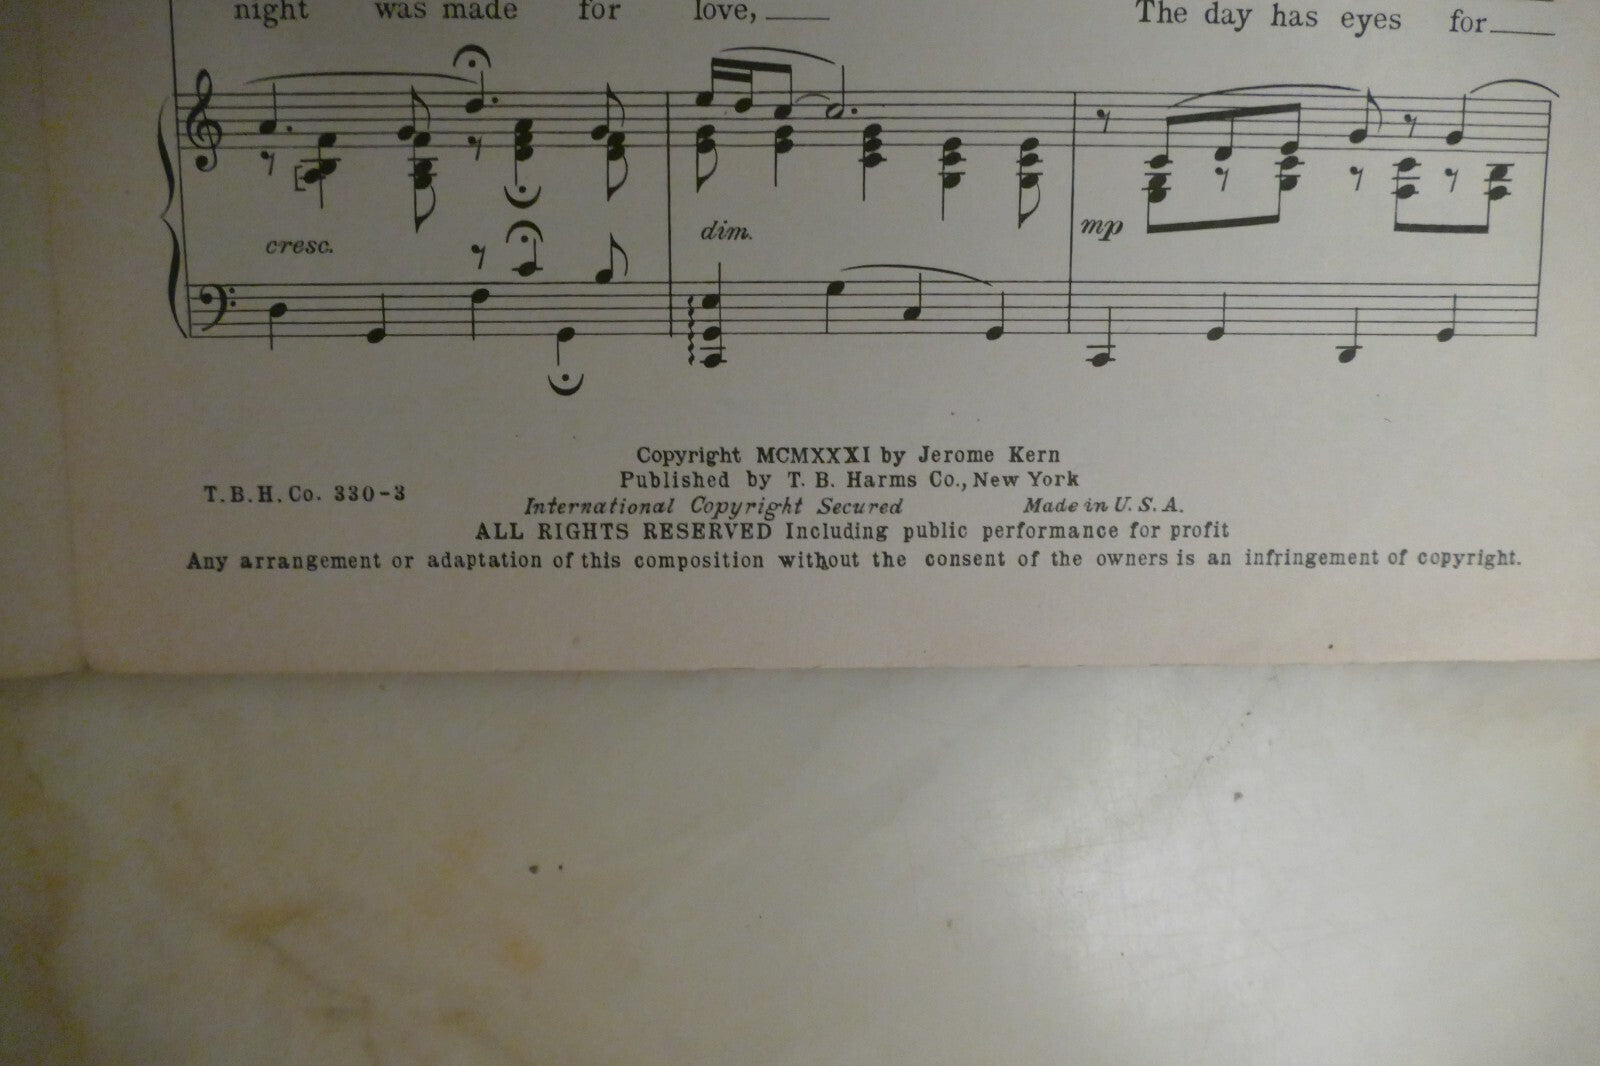 night was made for love, The day has eyes for
cresc.
dim.
mp
Copyright MCMXXXI by Jerome Kern
Published by T. B. Harms Co., New York
T.B.H. Co. 330-3
International Copyright Secured Made in U. S. A.
ALL RIGHTS RESERVED Including public performance for profit
Any arrangement or adaptation of this composition without the consent of the owners is an infringement of copyright.